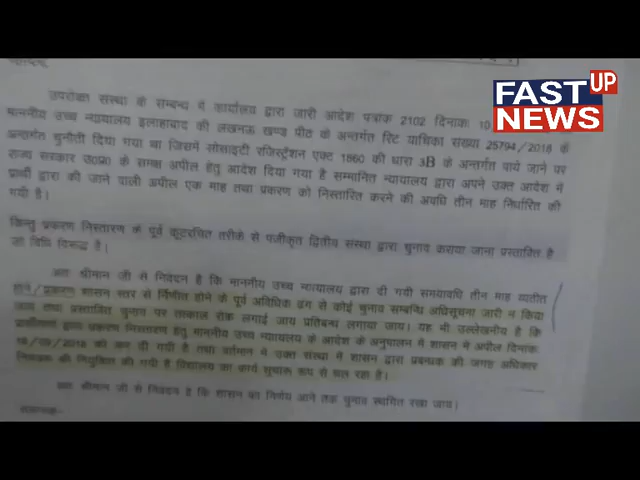 उपरोक्त संस्था के सम्बन्ध में कार्यालय द्वारा जारी आदेश पत्रांक 2102 दिनांक: 10
माननीय उच्च न्यायालय इलाहाबाद की लखनऊ खण्ड पीठ के अन्तर्गत रिट याचिका संख्या 25794/2018 के
अन्तर्गत चुनौती दिया गया था जिसमें सोसाइटी रजिस्ट्रेशन एक्ट 1860 की धारा 3B के अन्तर्गत पाये जाने पर
राज्य सरकार उ0प्र0 के समक्ष अपील हेतु आदेश दिया गया है सम्मानित न्यायालय द्वारा अपने उक्त आदेश में
प्रार्थी द्वारा की जाने वाली अपील एक माह तथा प्रकरण को निस्तारित करने की अवधि तीन माह निर्धारित की
गयी है।
किन्तु प्रकरण निस्तारण के पूर्व कूटरचित तरीके से पंजीकृत द्वितीय संस्था द्वारा चुनाव कराया जाना प्रस्तावित है
जो विधि विरूद्ध है।
अतः श्रीमान जी से निवेदन है कि माननीय उच्च न्यायालय द्वारा दी गयी समयावधि तीन माह व्यतीत
होने/प्रकरण शासन स्तर से निर्णीत होने के पूर्व अविधिक ढंग से कोई चुनाव सम्बन्धि अधिसूचना जारी न किया
जाय तथा प्रस्तावित चुनाव पर तत्काल रोक लगाई जाय प्रतिबन्ध लगाया जाय। यह भी उल्लेखनीय है कि
प्रार्थीगण द्वारा प्रकरण निस्तारण हेतु माननीय उच्च न्यायालय के आदेश के अनुपालन में शासन में अपील दिनांक
18/09/2018 को कर दी गयी है तथा वर्तमान में उक्त संस्था में शासन द्वारा प्रबन्धक की जगह अधिकार
नियंत्रक की नियुक्ति की गयी है विद्यालय का कार्य सुचारू रूप से चल रहा है।
अतः श्रीमान जी से निवेदन है कि शासन का निर्णय आने तक चुनाव स्थगित रखा जाय।
संलग्नक-
FAST UP
NEWS